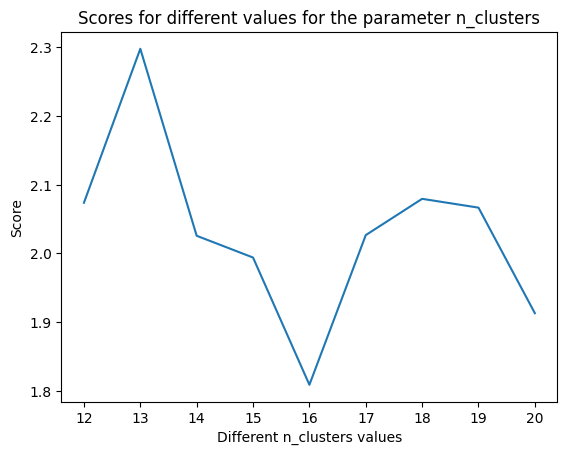 Scores for different values for the parameter n_clusters
2.3
2.2
2.1
2.0
1.9
1.8
Score
12 13 14 15 16 17 18 19 20
Different n_clusters values